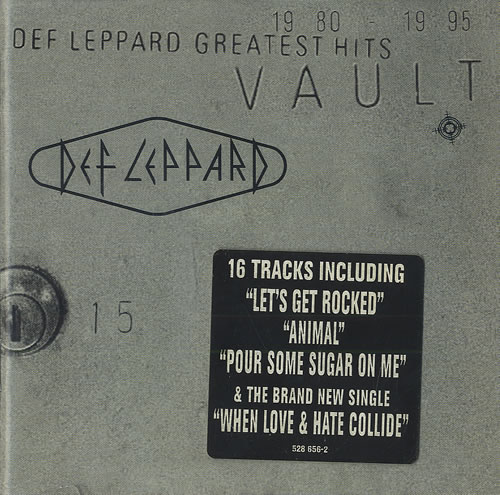 19 80 - 19 95
DEF LEPPARD GREATEST HITS
VAULT
DEF LEPPARD
15
16 TRACKS INCLUDING
"LET'S GET ROCKED"
"ANIMAL"
"POUR SOME SUGAR ON ME"
& THE BRAND NEW SINGLE
"WHEN LOVE & HATE COLLIDE"
528 656-2